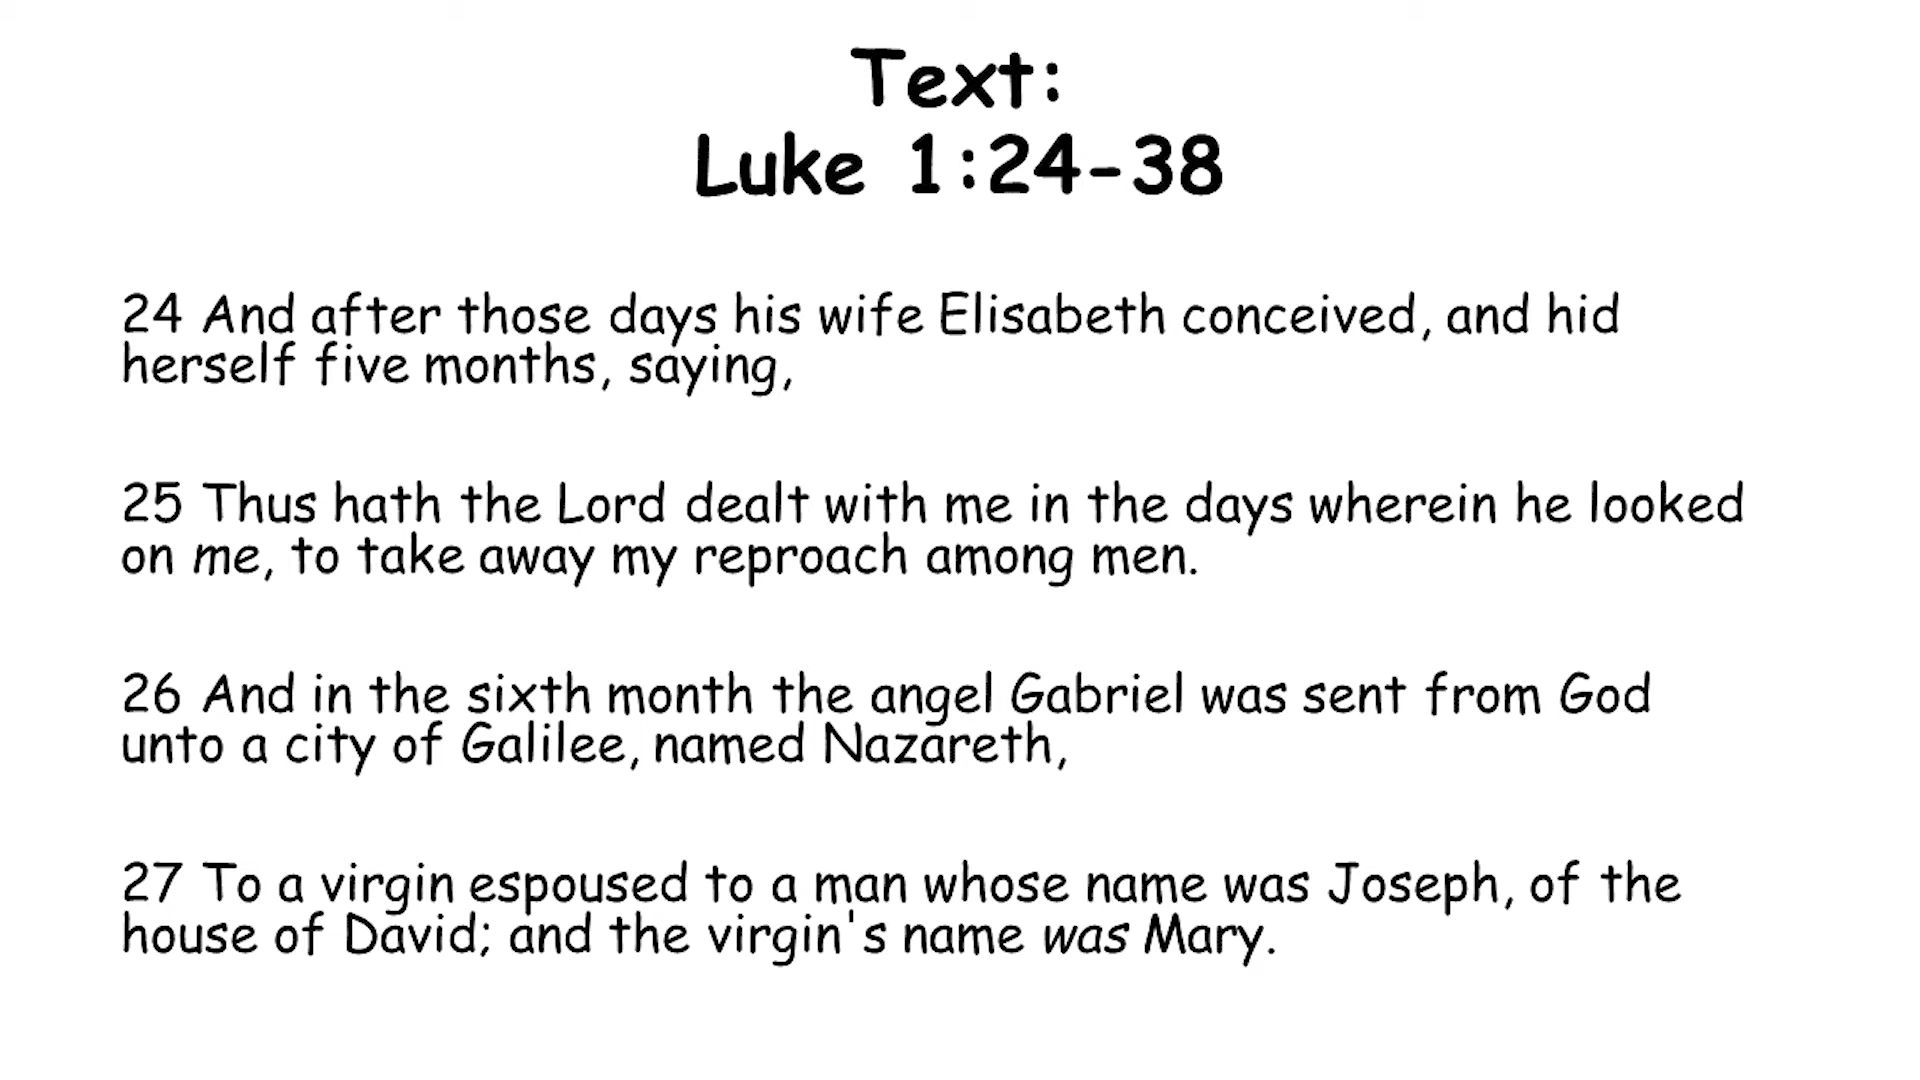 Text:
Luke 1:24-38
24 And after those days his wife Elisabeth conceived, and hid
herself five months, saying,
25 Thus hath the Lord dealt with me in the days wherein he looked
on me, to take away my reproach among men.
26 And in the sixth month the angel Gabriel was sent from God
unto a city of Galilee, named Nazareth,
27 To a virgin espoused to a man whose name was Joseph, of the
house of David; and the virgin's name was Mary.